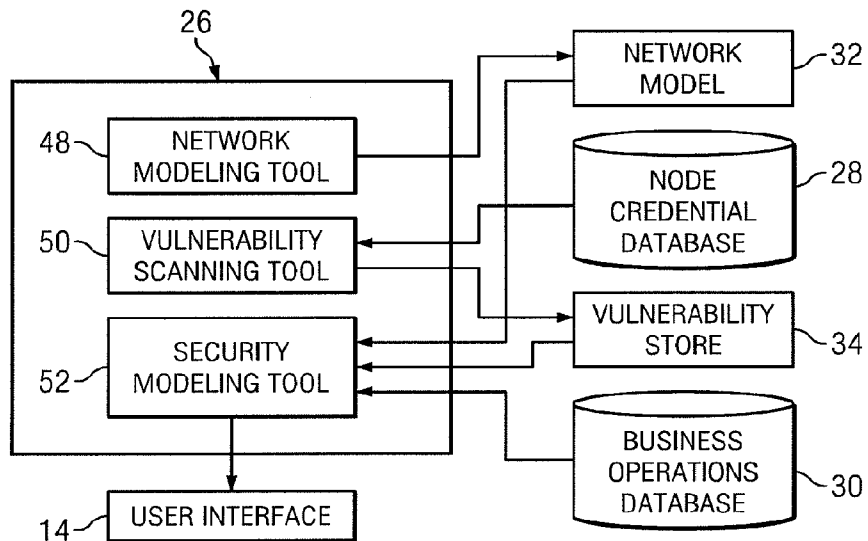 26
48
NETWORK
MODELING TOOL
50
VULNERABILITY
SCANNING TOOL
52
SECURITY
MODELING TOOL
14
USER INTERFACE
NETWORK
MODEL
32
NODE
CREDENTIAL
DATABASE
28
VULNERABILITY
STORE
34
BUSINESS
OPERATIONS
DATABASE
30